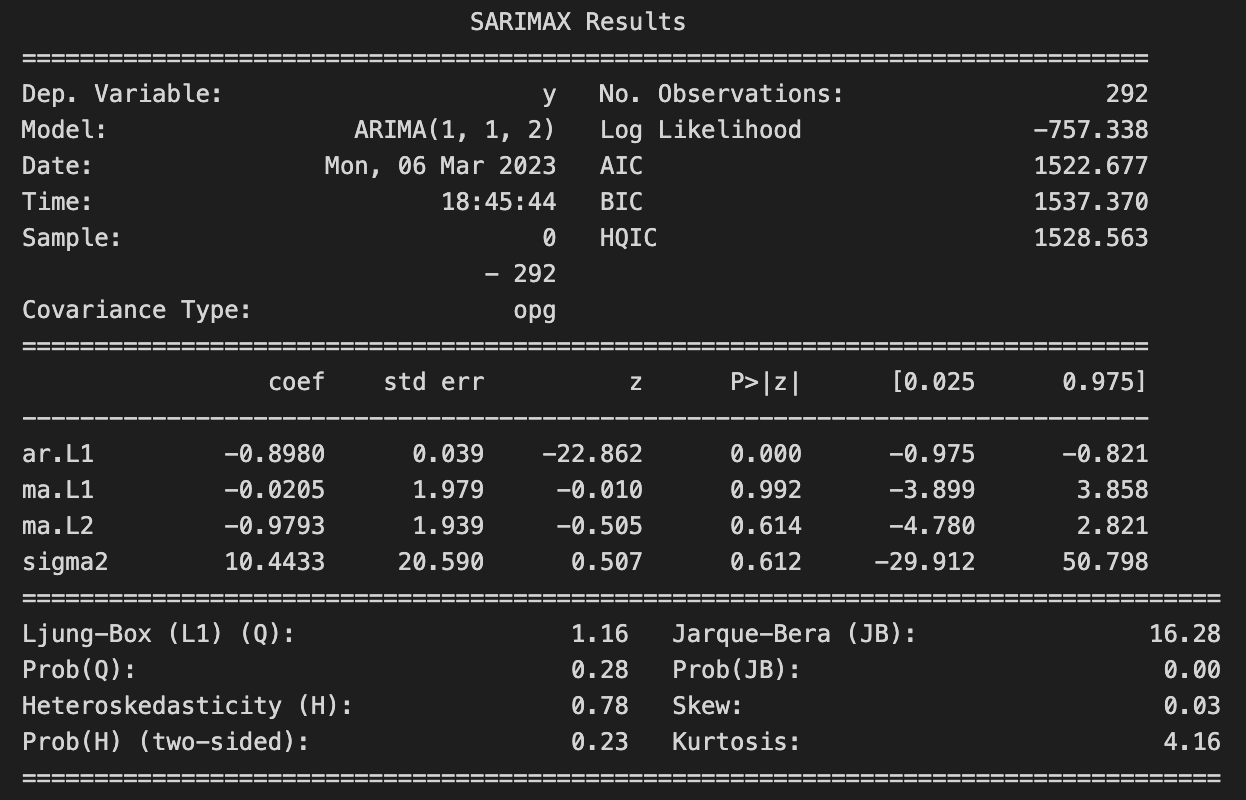 SARIMAX Results                                
==============================================================================
Dep. Variable:                      y   No. Observations:                  292
Model:                 ARIMA(1, 1, 2)   Log Likelihood                -757.338
Date:                Mon, 06 Mar 2023   AIC                           1522.677
Time:                        18:45:44   BIC                           1537.370
Sample:                             0   HQIC                          1528.563
                                - 292
Covariance Type:                  opg
==============================================================================
                 coef    std err          z      P>|z|      [0.025      0.975]
------------------------------------------------------------------------------
ar.L1         -0.8980      0.039    -22.862      0.000      -0.975      -0.821
ma.L1         -0.0205      1.979     -0.010      0.992      -3.899       3.858
ma.L2         -0.9793      1.939     -0.505      0.614      -4.780       2.821
sigma2        10.4433     20.590      0.507      0.612     -29.912      50.798
===================================================================================
Ljung-Box (L1) (Q):                   1.16   Jarque-Bera (JB):                16.28
Prob(Q):                              0.28   Prob(JB):                         0.00
Heteroskedasticity (H):               0.78   Skew:                             0.03
Prob(H) (two-sided):                  0.23   Kurtosis:                         4.16
===================================================================================